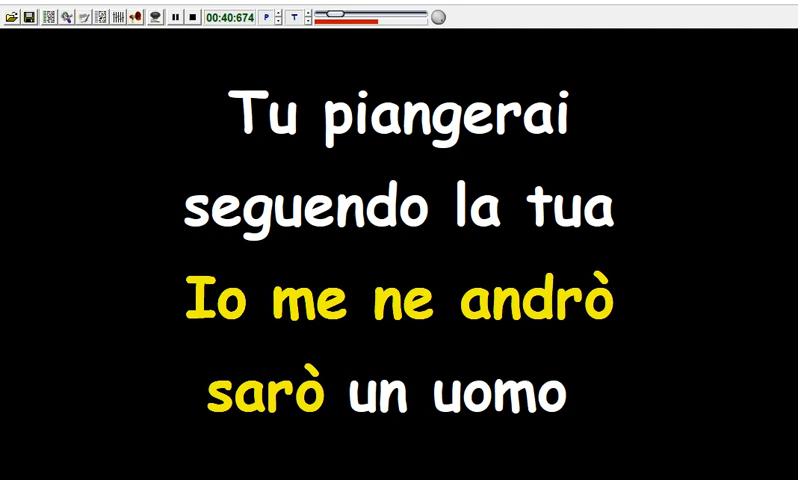 00:40:674 P T
Tu piangerai
seguendo la tua
Io me ne andrò
sarò un uomo